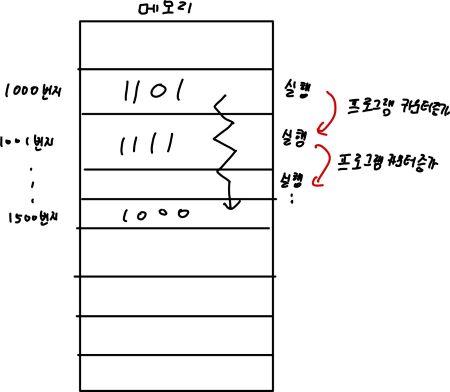 메모리
1000번지 1101 실행
프로그램 카운터증가
1001번지 1111 실행
프로그램 카운터증가
실행
1500번지 1000